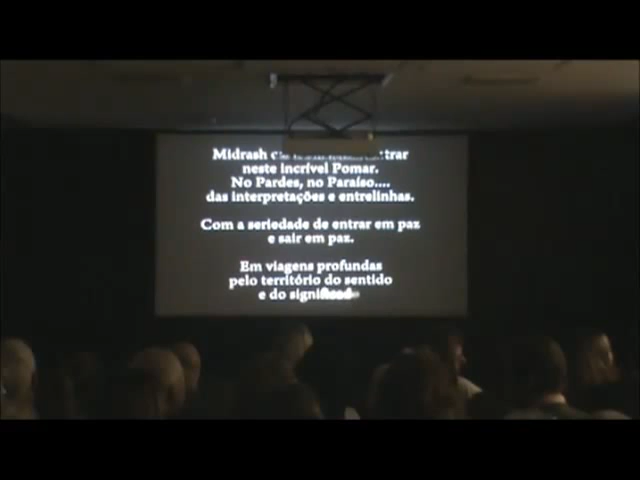 Midrash
neste incrível Pomar.
No Pardes, no Paraíso....
das interpretações e entrelinhas.
Com a seriedade de entrar em paz
e sair em paz.
Em viagens profundas
pelo território do sentido
e do